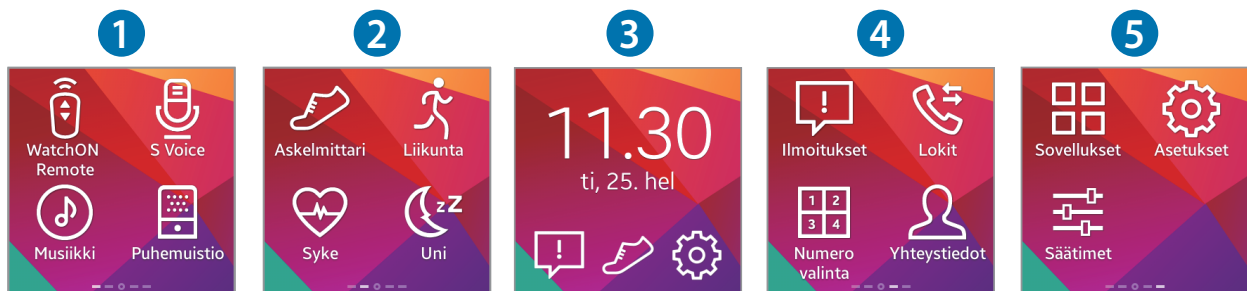 1
2
3
4
5
WatchON
Remote
S Voice
Musiikki
Puhemuistio
Askelmittari
Liikunta
Syke
zZ
Uni
11.30
ti, 25. hel
!
!
Ilmoitukset
Lokit
1 2
3 4
Numero
valinta
Yhteystiedot
Sovellukset
Asetukset
Säätimet